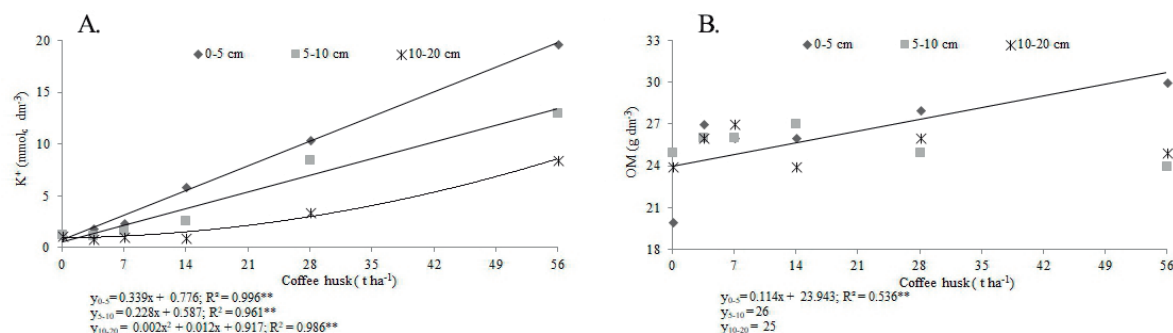 A.
20
15
10
5
0
K⁺ (mmol꜀ dm⁻³)
0-5 cm 5-10 cm 10-20 cm
0 7 14 21 28 35 42 49 56
Coffee husk ( t ha⁻¹)
y₀₋₅=0.339x + 0.776; R² = 0.996**
y₅₋₁₀=0.228x + 0.587; R² = 0.961**
y₁₀₋₂₀ = 0.002x² + 0.012x + 0.917; R² = 0.986**
B.
33
30
27
24
21
18
OM (g dm⁻³)
0-5 cm 5-10 cm 10-20 cm
0 7 14 21 28 35 42 49 56
Coffee husk ( t ha⁻¹)
y₀₋₅=0.114x + 23.943; R² = 0.536**
y₅₋₁₀ = 26
y₁₀₋₂₀ = 25